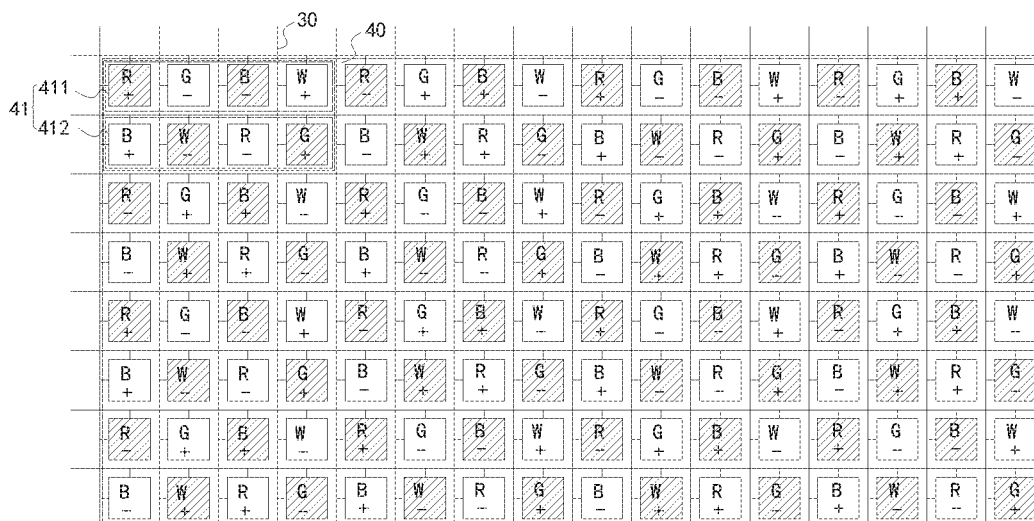 30 40
R G B W R G B W R G B W R G B W
411 + - - + - + + - + - - + - + + -
41
412 B W R G B W R G B W R G B W R G
+ - - + - + + - + - - + - + + -
R G B W R G B W R G B W R G B W
- + + - + - - + - + + - + - - +
B W R G B W R G B W R G B W R G
- + + - + - - + - + + - + - - +
R G B W R G B W R G B W R G B W
+ - - + - + + - + - - + - + + -
B W R G B W R G B W R G B W R G
+ - - + - + + - + - - + - + + -
R G B W R G B W R G B W R G B W
- + + - + - - + - + + - + - - +
B W R G B W R G B W R G B W R G
- + + - + - - + - + + - + - - +